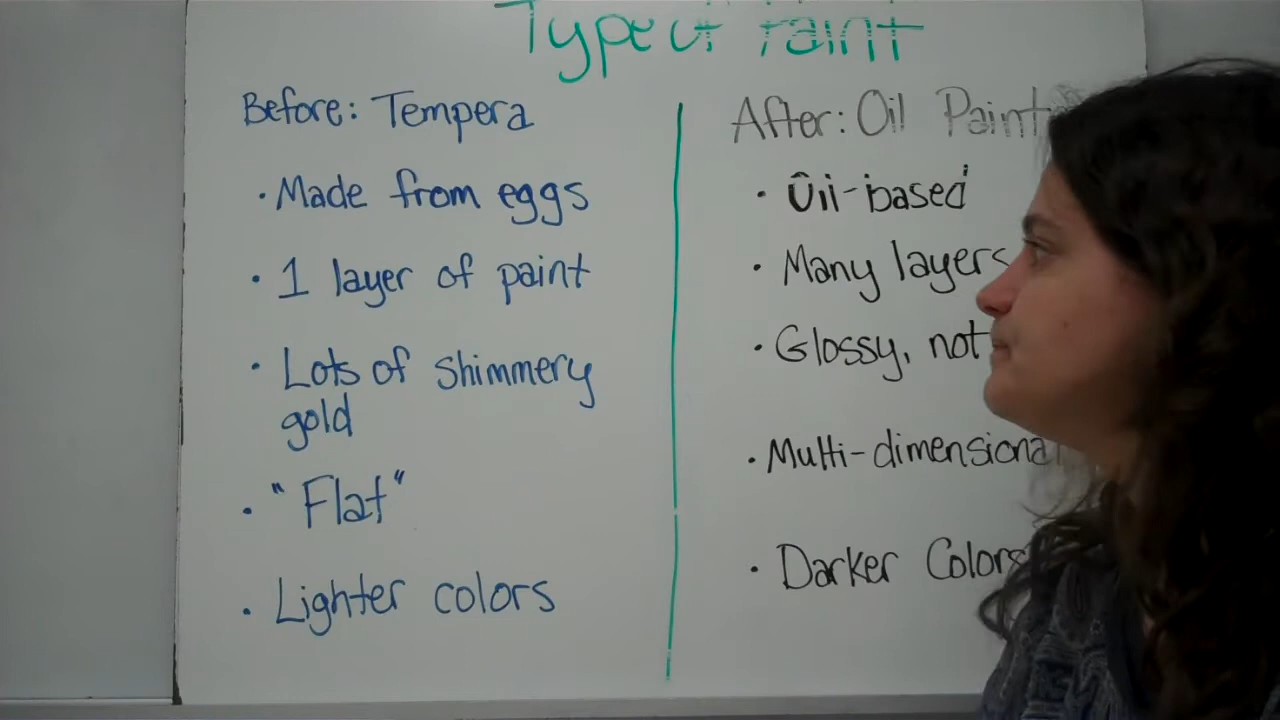 Type of Paint
Before: Tempera
• Made from eggs
• 1 layer of paint
• Lots of shimmery
gold
• "Flat"
• Lighter colors
After: Oil Paint
• Oil-based
• Many layers
• Glossy, not
• Multi-dimensional
• Darker Colors